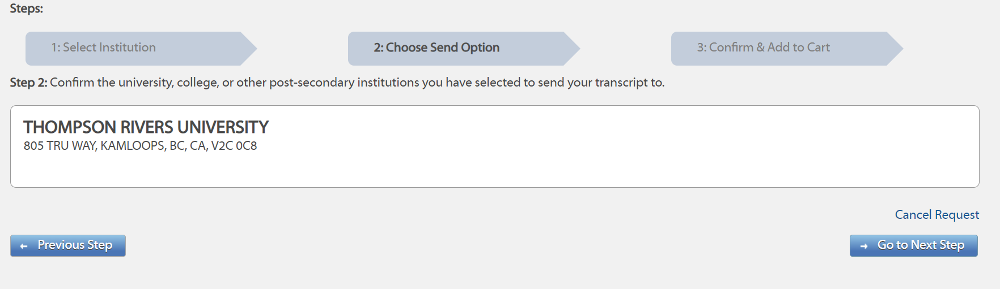 Steps:
1: Select Institution
2: Choose Send Option
3: Confirm & Add to Cart
Step 2: Confirm the university, college, or other post-secondary institutions you have selected to send your transcript to.
THOMPSON RIVERS UNIVERSITY
805 TRU WAY, KAMLOOPS, BC, CA, V2C 0C8
Cancel Request
Previous Step
Go to Next Step